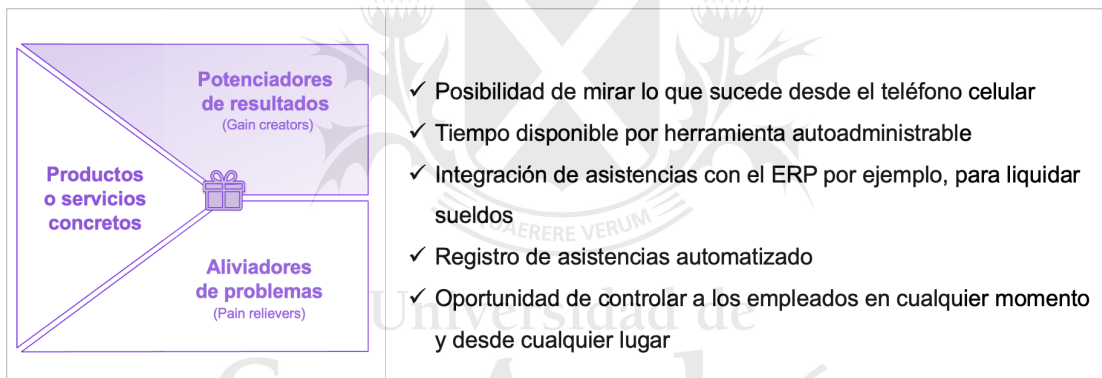 Potenciadores
de resultados
(Gain creators)
Productos
o servicios
concretos
Aliviadores
de problemas
(Pain relievers)
✓ Posibilidad de mirar lo que sucede desde el teléfono celular
✓ Tiempo disponible por herramienta autoadministrable
✓ Integración de asistencias con el ERP por ejemplo, para liquidar
sueldos
✓ Registro de asistencias automatizado
✓ Oportunidad de controlar a los empleados en cualquier momento
y desde cualquier lugar
QUAERERE VERUM
Universidad de